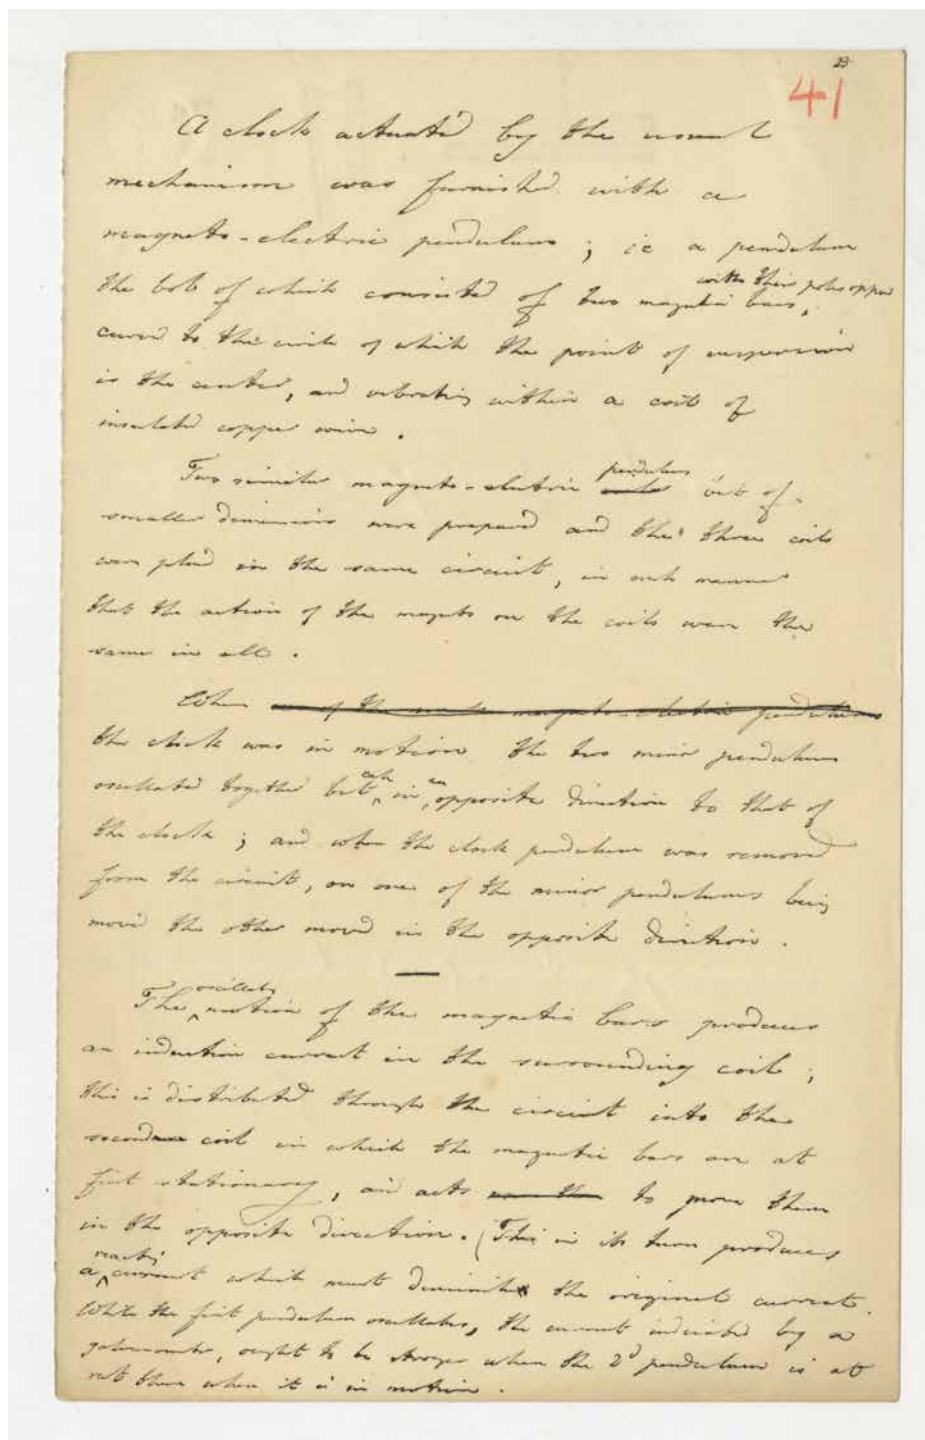 23
41
A clock actuated by the usual
mechanism was furnished with a
magneto-electric pendulum; ie a pendulum
with their poles opposed
the bob of which consisted of two magnetic bars,
curved to the circle of which the point of suspension
is the center, and vibrating within a coil of
insulated copper wire.
pendulums
Two similar magneto-electric but of
smaller dimensions were prepared and the three coils
were placed in the same circuit, in such manner
that the action of the magnets on the coils were the
same in all.
When of the magneto-electric pendulums
the clock was in motion the two minor pendulums
each an
oscillated together but in opposite direction to that of
the clock; and when the clock pendulum was removed
from the circuit, on one of the minor pendulums being
moved the other moved in the opposite direction.
oscillatory
The motion of the magnetic bars produces
an induction current in the surrounding coil;
this is distributed through the circuit into the
second coil in which the magnetic bars are at
first stationary, and acts to move them
in the opposite direction. (This in its turn produces
reacting
a current which must diminish the original current.
While the first pendulum oscillates, the current indicated by a
galvanometer, ought to be stronger when the 2d pendulum is at
rest than when it is in motion.